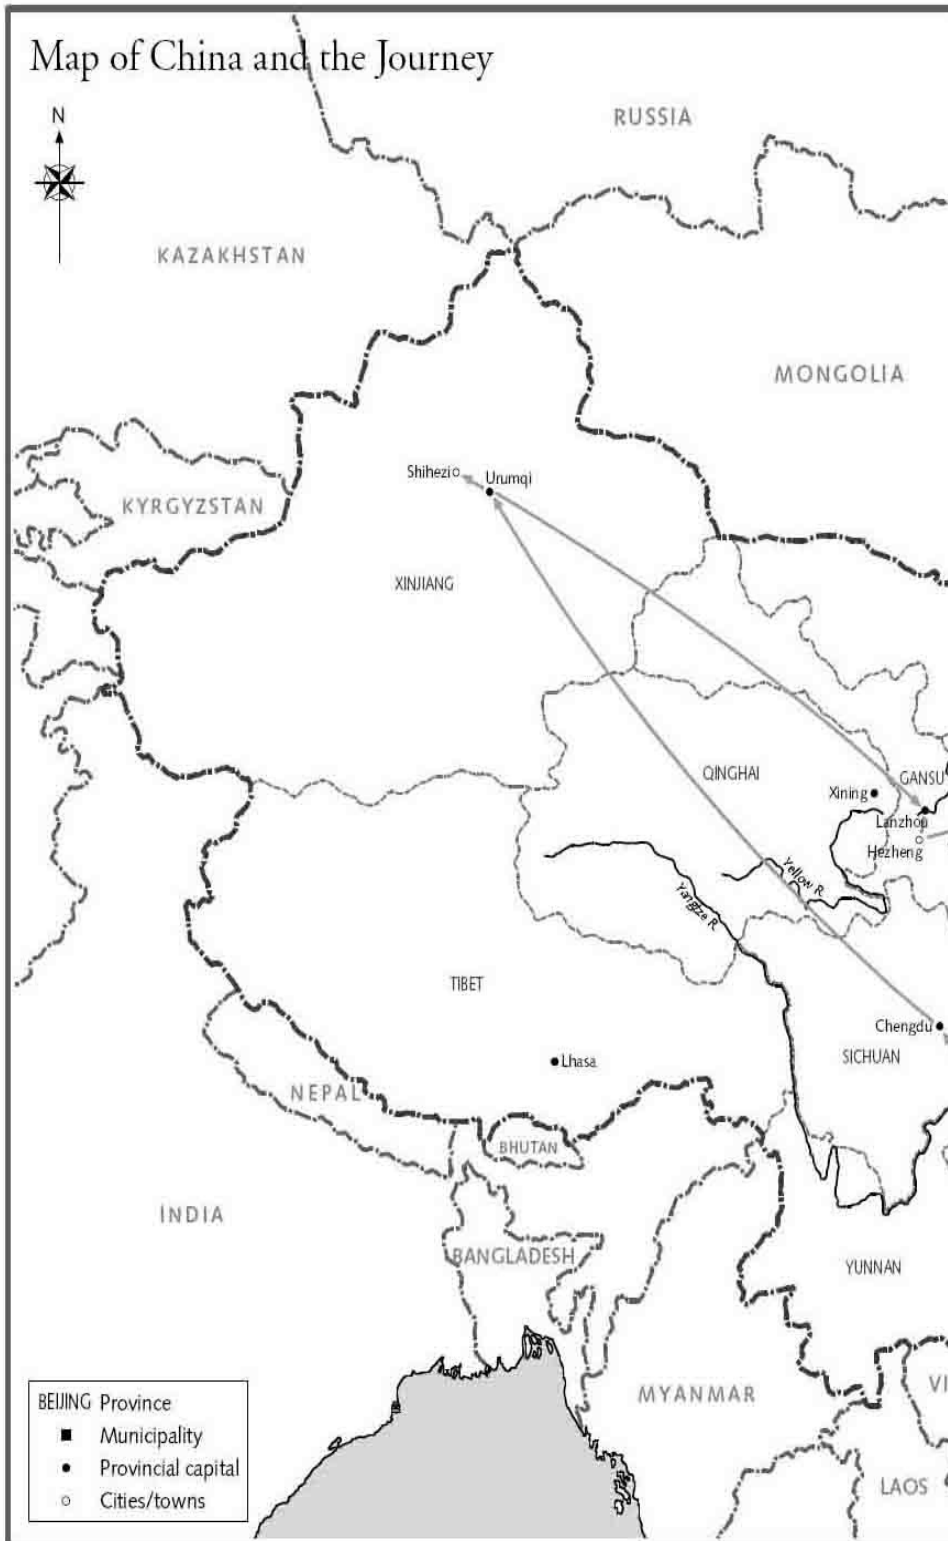 Map of China and the Journey
N
RUSSIA
KAZAKHSTAN
MONGOLIA
Shihezi
Urumqi
KYRGYZSTAN
XINJIANG
QINGHAI
GANSU
Xining
Lanzhou
Hezheng
Yellow R.
Yangtze R.
TIBET
Chengdu
SICHUAN
Lhasa
NEPAL
BHUTAN
INDIA
BANGLADESH
YUNNAN
MYANMAR
VI
LAOS
BEIJING Province
Municipality
Provincial capital
Cities/towns